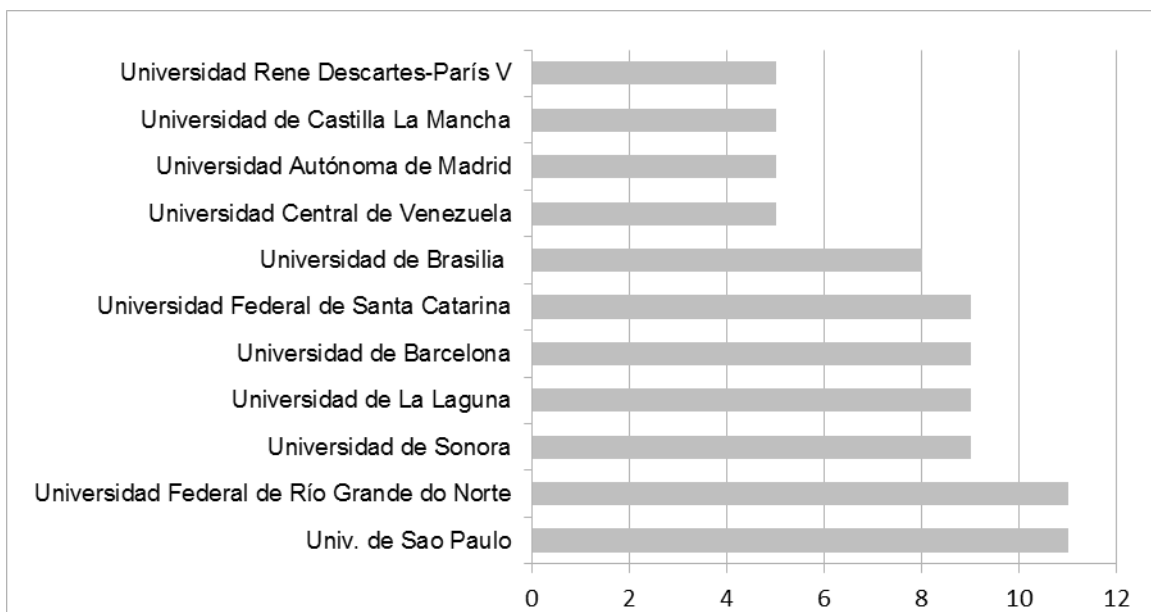 Universidad Rene Descartes-París V
Universidad de Castilla La Mancha
Universidad Autónoma de Madrid
Universidad Central de Venezuela
Universidad de Brasilia
Universidad Federal de Santa Catarina
Universidad de Barcelona
Universidad de La Laguna
Universidad de Sonora
Universidad Federal de Río Grande do Norte
Univ. de Sao Paulo
0 2 4 6 8 10 12